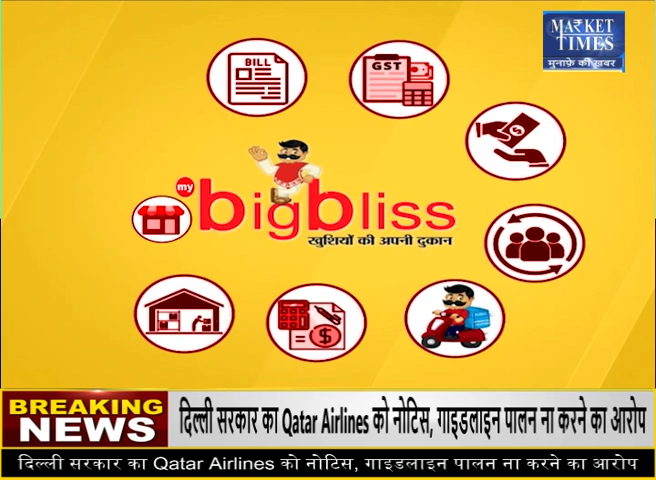 MARKET
TIMES
मुनाफ़े की ख़बर
BILL
GST
my
bigbliss
खुशियों की अपनी दुकान
BREAKING
NEWS
दिल्ली सरकार का Qatar Airlines को नोटिस, गाइडलाइन पालन ना करने का आरोप
दिल्ली सरकार का Qatar Airlines को नोटिस, गाइडलाइन पालन ना करने का आरोप